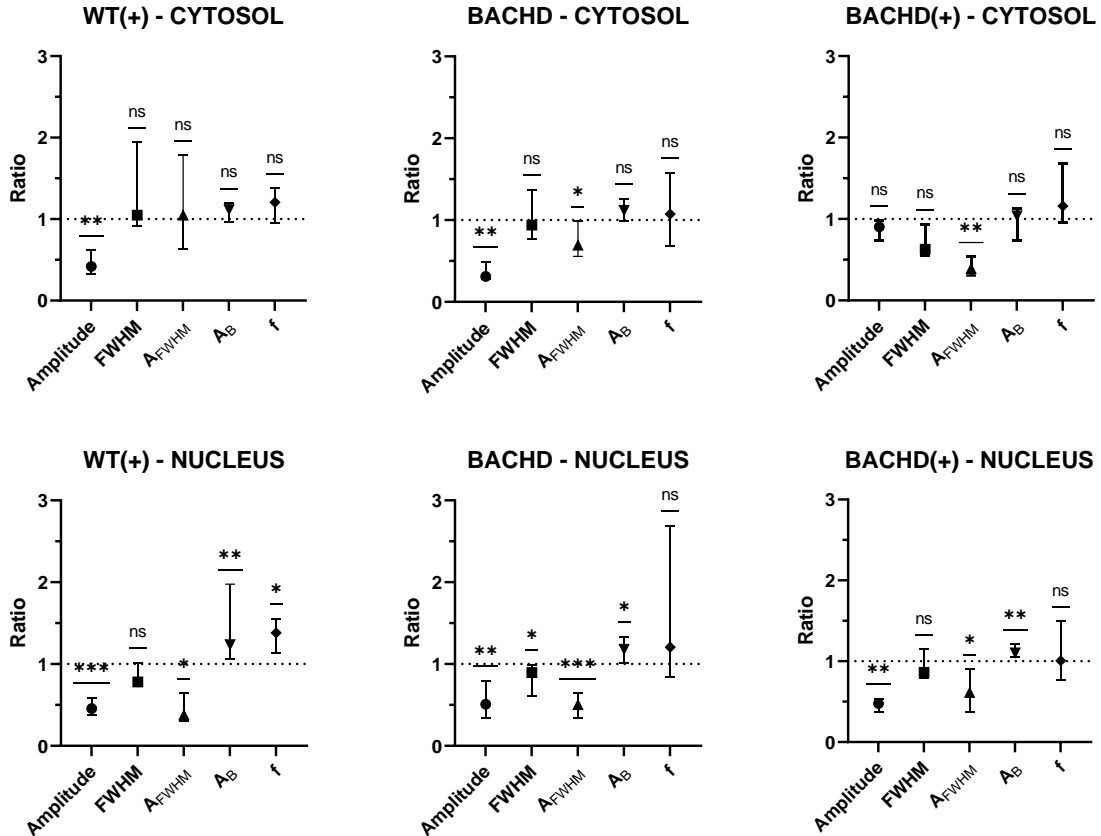 WT(+) - CYTOSOL
3
2
1
0
Ratio
**
ns
ns
ns
ns
Amplitude
FWHM
AFWHM
AB
f
BACHD - CYTOSOL
3
2
1
0
Ratio
**
ns
*
ns
ns
Amplitude
FWHM
AFWHM
AB
f
BACHD(+) - CYTOSOL
3
2
1
0
Ratio
ns
ns
**
ns
ns
Amplitude
FWHM
AFWHM
AB
f
WT(+) - NUCLEUS
3
2
1
0
Ratio
***
ns
*
**
*
Amplitude
FWHM
AFWHM
AB
f
BACHD - NUCLEUS
3
2
1
0
Ratio
**
*
***
*
ns
Amplitude
FWHM
AFWHM
AB
f
BACHD(+) - NUCLEUS
3
2
1
0
Ratio
**
ns
*
**
ns
Amplitude
FWHM
AFWHM
AB
f